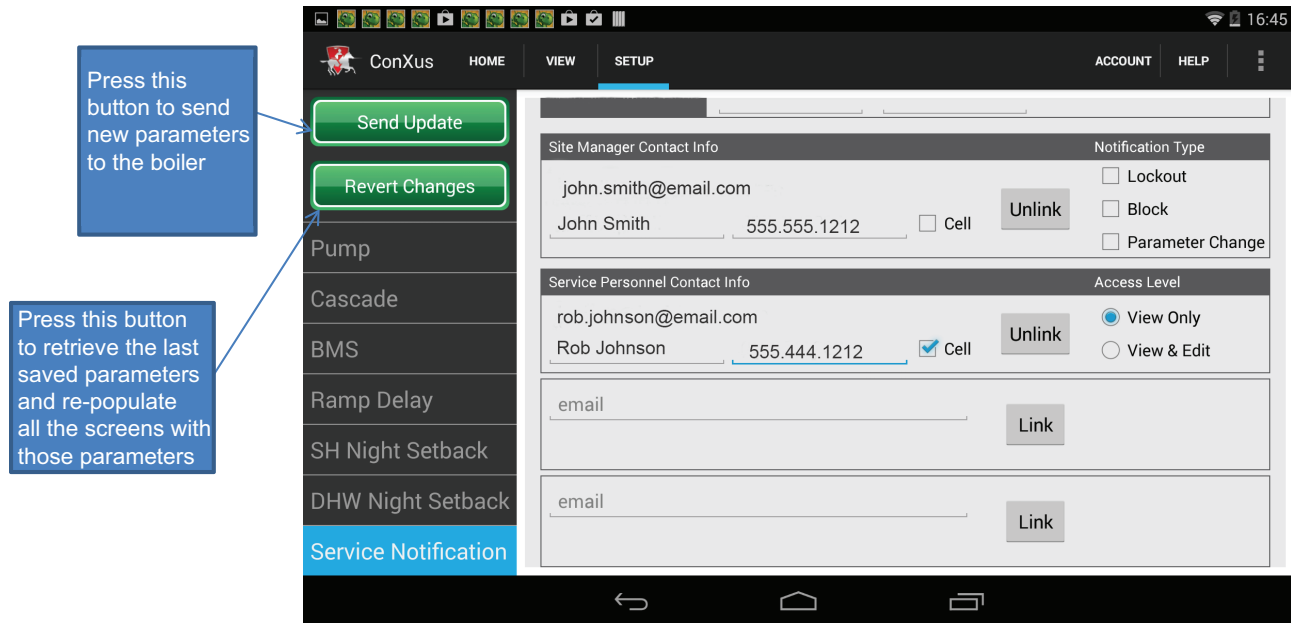 16:45
ConXus HOME VIEW SETUP ACCOUNT HELP
Press this
button to send
new parameters
to the boiler
Press this button
to retrieve the last
saved parameters
and re-populate
all the screens with
those parameters
Send Update
Revert Changes
Pump
Cascade
BMS
Ramp Delay
SH Night Setback
DHW Night Setback
Service Notification
Site Manager Contact Info Notification Type
john.smith@email.com
John Smith 555.555.1212 Cell
Unlink
Lockout
Block
Parameter Change
Service Personnel Contact Info Access Level
rob.johnson@email.com
Rob Johnson 555.444.1212 Cell
Unlink
View Only
View & Edit
email
Link
email
Link